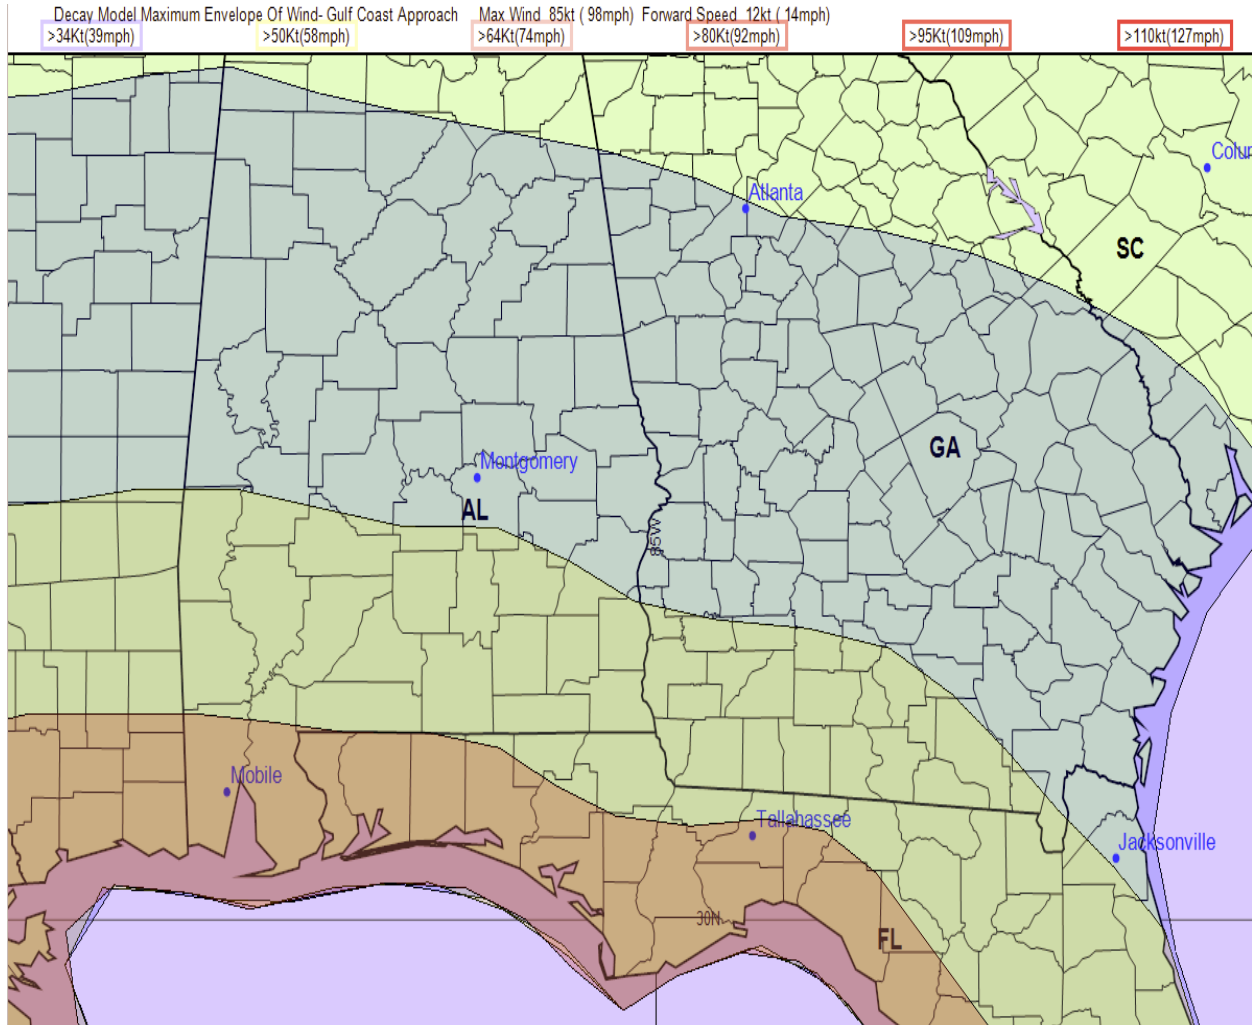 Decay Model Maximum Envelope Of Wind- Gulf Coast Approach Max Wind 85kt ( 98mph) Forward Speed 12kt ( 14mph)
>34Kt(39mph) >50Kt(58mph) >64Kt(74mph) >80Kt(92mph) >95Kt(109mph) >110kt(127mph)
Colur
Atlanta
SC
GA
Montgomery
AL
85W
Mobile
Tallahassee
Jacksonville
30N
FL